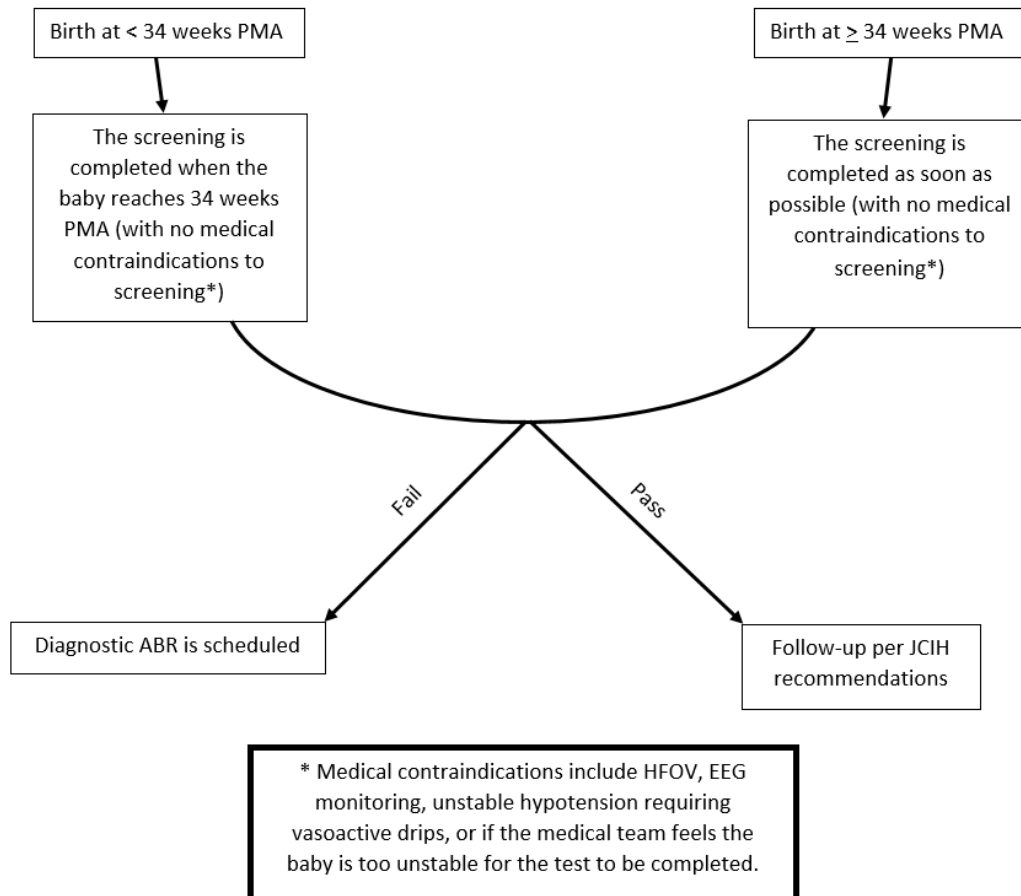 Birth at < 34 weeks PMA
Birth at ≥ 34 weeks PMA
The screening is
completed when the
baby reaches 34 weeks
PMA (with no medical
contraindications to
screening*)
The screening is
completed as soon as
possible (with no medical
contraindications to
screening*)
Fail
Pass
Diagnostic ABR is scheduled
Follow-up per JCIH
recommendations
* Medical contraindications include HFOV, EEG
monitoring, unstable hypotension requiring
vasoactive drips, or if the medical team feels the
baby is too unstable for the test to be completed.